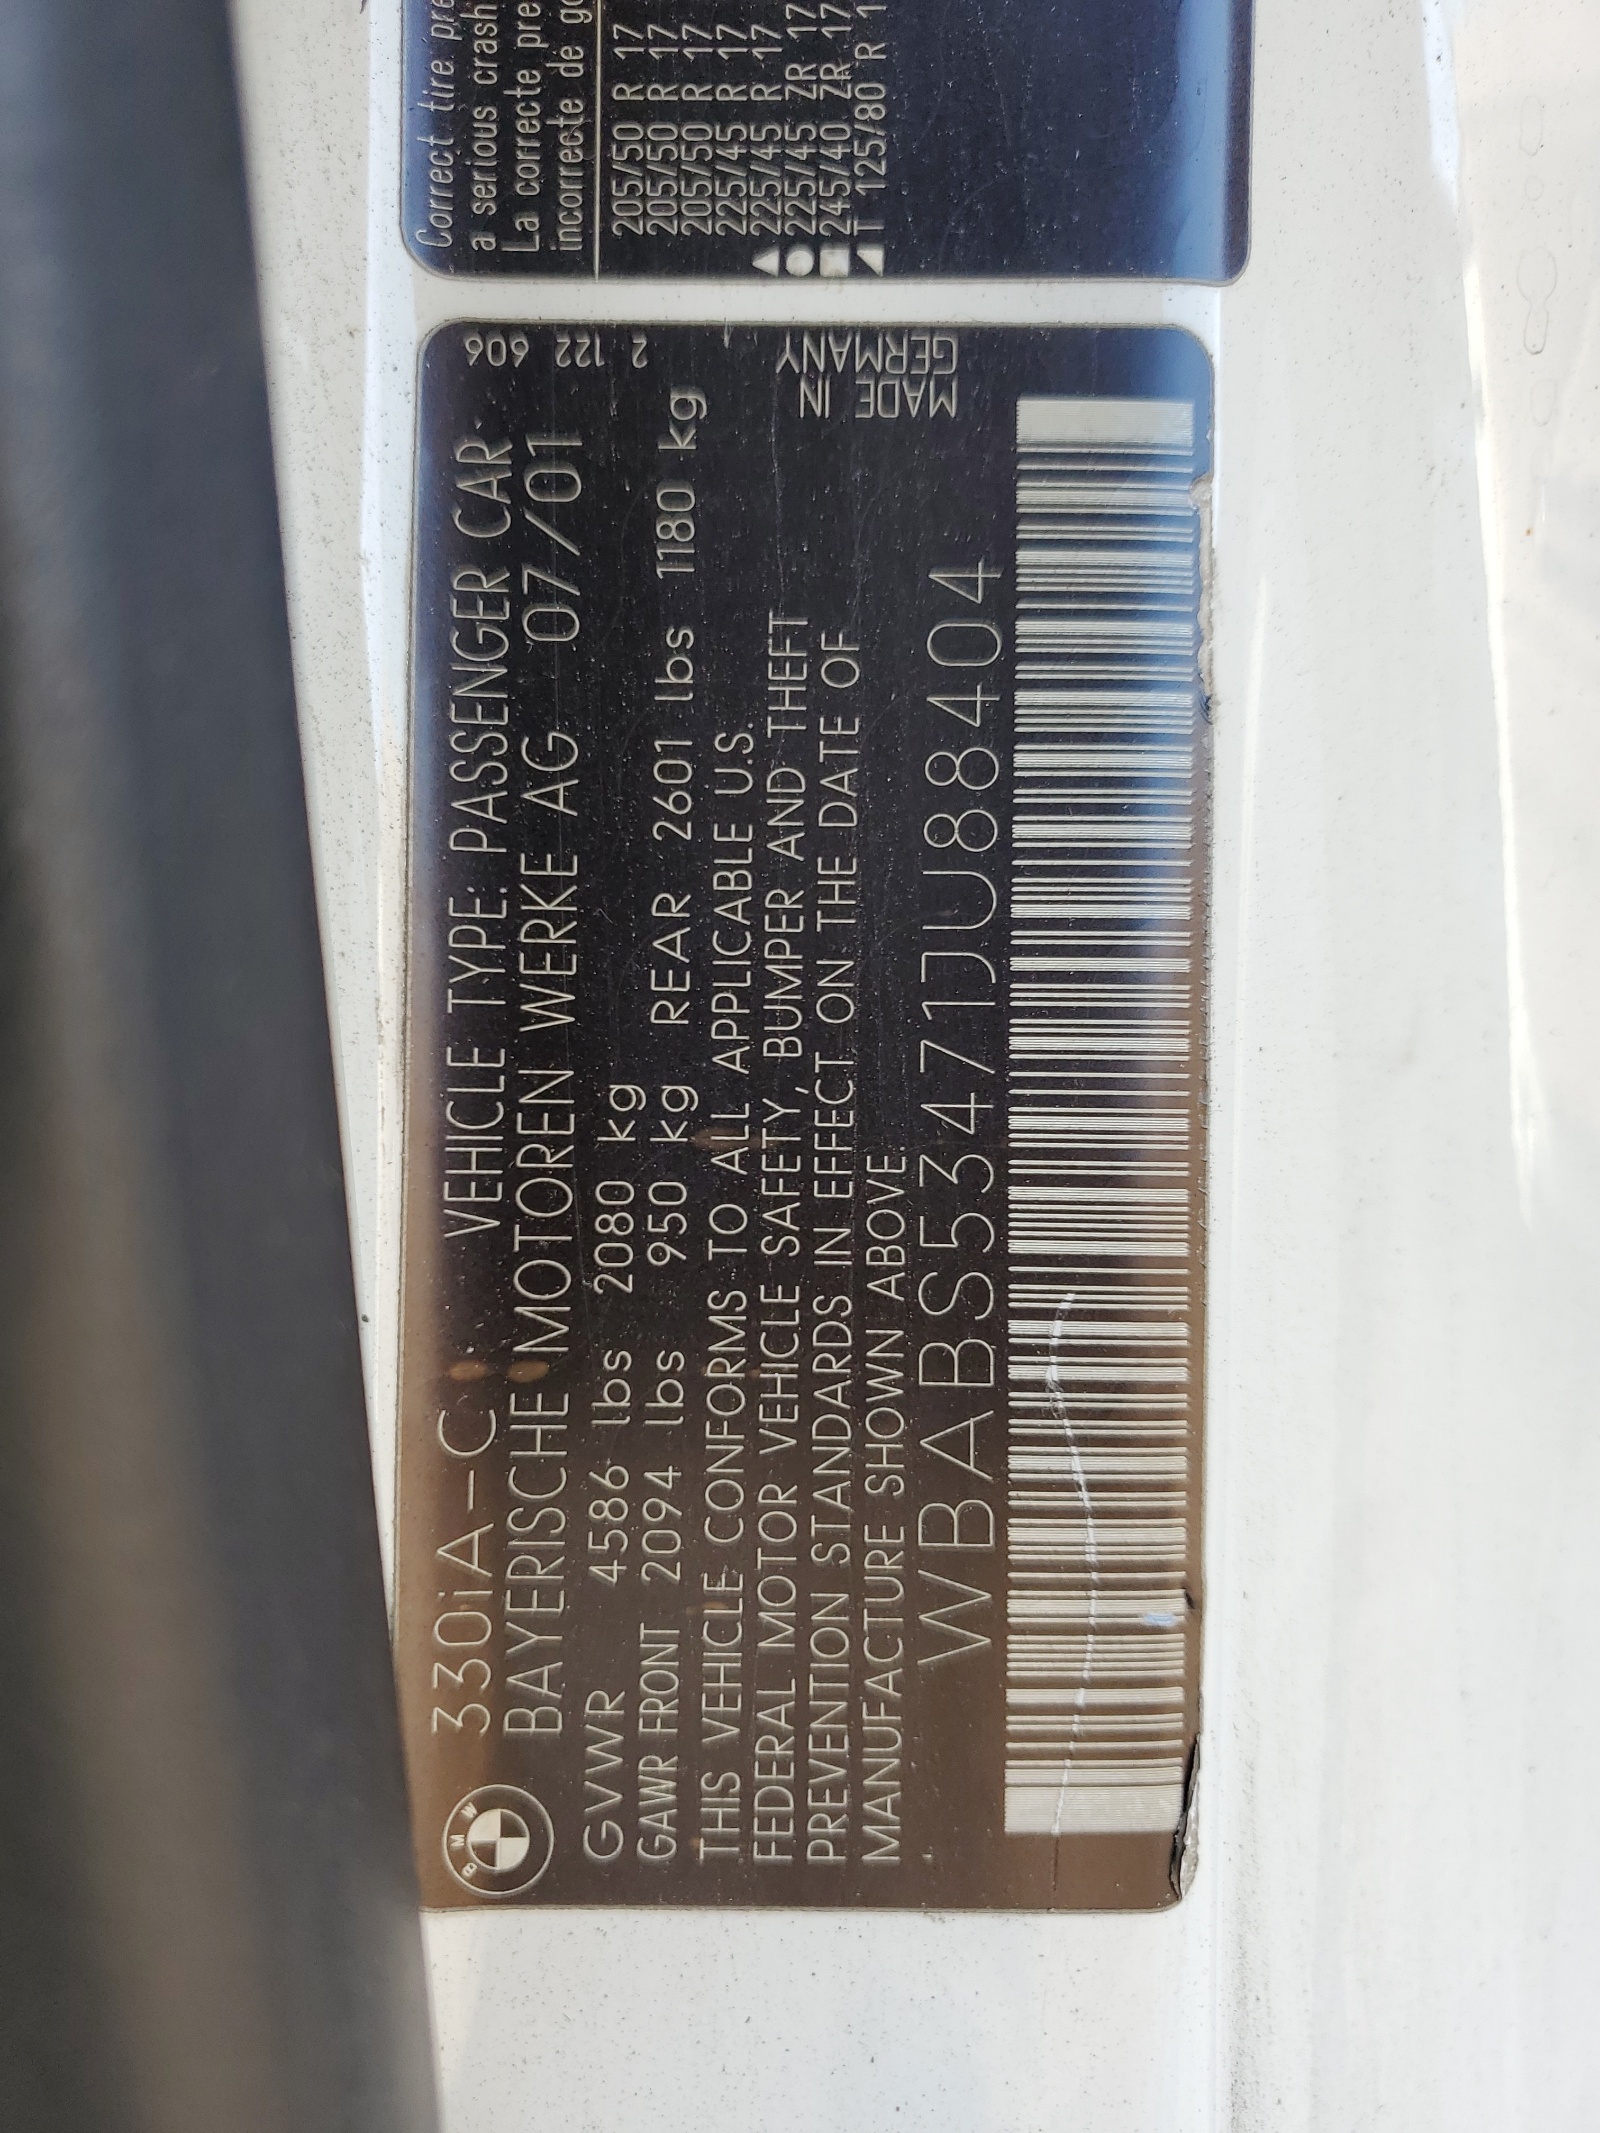 BMW
330iA-C VEHICLE TYPE: PASSENGER CAR
BAYERISCHE MOTOREN WERKE AG 07/01
GVWR 4586 lbs 2080 kg
GAWR FRONT 2094 lbs 950 kg REAR 2601 lbs 1180 kg
THIS VEHICLE CONFORMS TO ALL APPLICABLE U.S.
FEDERAL MOTOR VEHICLE SAFETY, BUMPER AND THEFT
PREVENTION STANDARDS IN EFFECT ON THE DATE OF
MANUFACTURE SHOWN ABOVE.
WBABS53471JU88404
2 122 606
MADE IN
GERMANY
Correct tire
a serious crash
La correcte
incorrecte de
205/50 R 17
205/50 R 17
205/50 R 17
225/45 R 17
225/45 R 17
225/45 ZR 17
245/40 ZR 17
T 125/80 R